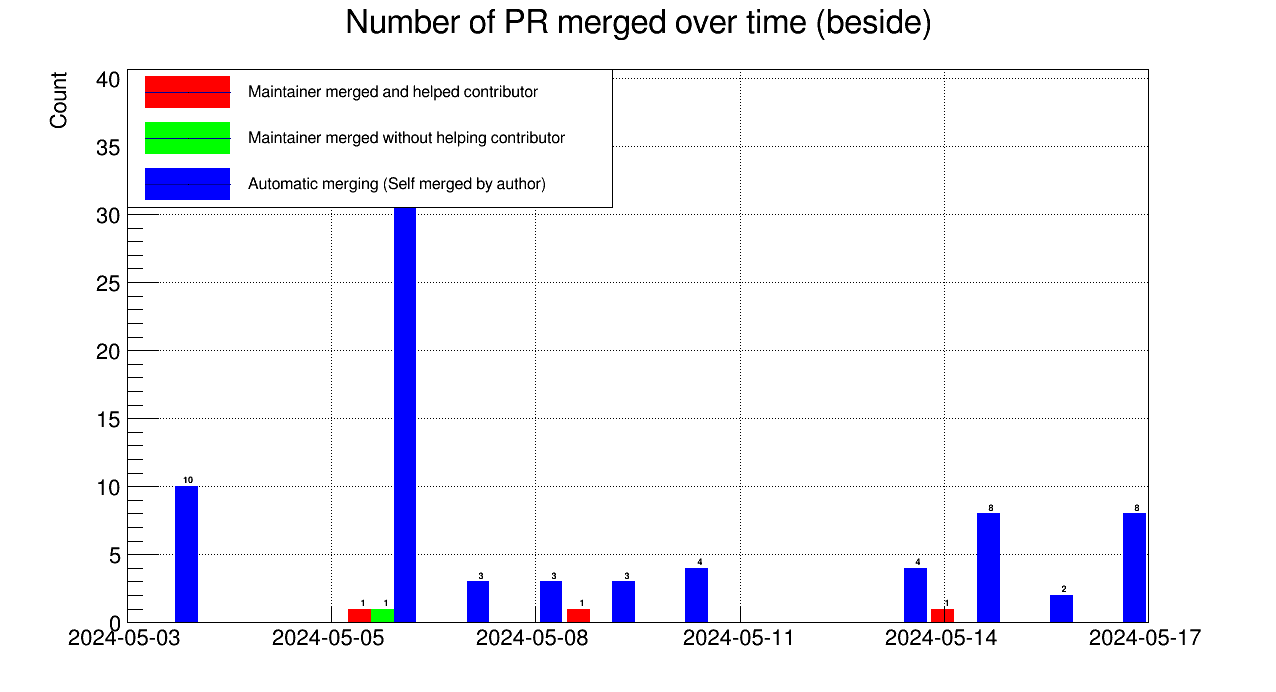 Number of PR merged over time (beside)
Count
40
35
30
25
20
15
10
5
0
Maintainer merged and helped contributor
Maintainer merged without helping contributor
Automatic merging (Self merged by author)
10
1 1
3 3 1 3 4
4 1 8 2 8
2024-05-03 2024-05-05 2024-05-08 2024-05-11 2024-05-14 2024-05-17